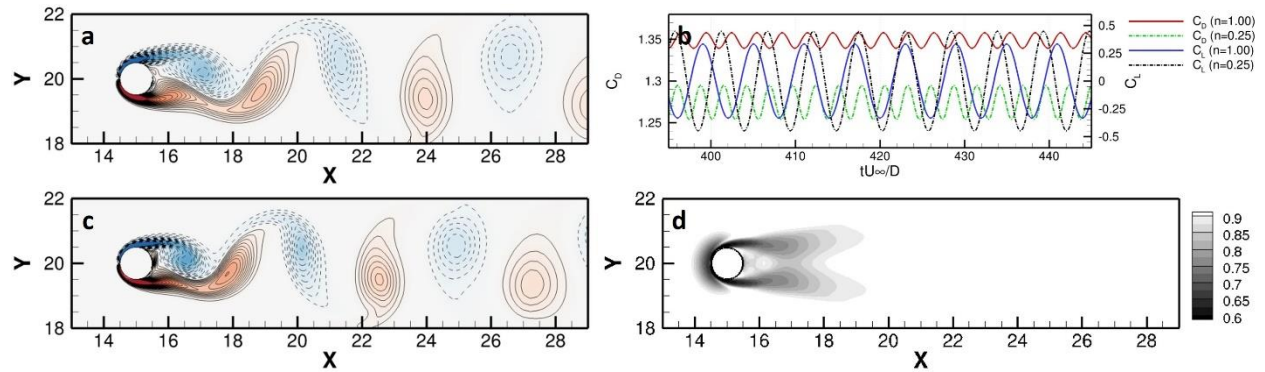 a
Y
22
20
18
14 16 18 20 22 24 26 28
X
b
C_D
1.35
1.3
1.25
0.5
0.25
0
-0.25
-0.5
C_L
400 410 420 430 440
tU∞/D
C_D (n=1.00)
C_D (n=0.25)
C_L (n=1.00)
C_L (n=0.25)
c
Y
22
20
18
14 16 18 20 22 24 26 28
X
d
Y
22
20
18
14 16 18 20 22 24 26 28
X
0.9
0.85
0.8
0.75
0.7
0.65
0.6